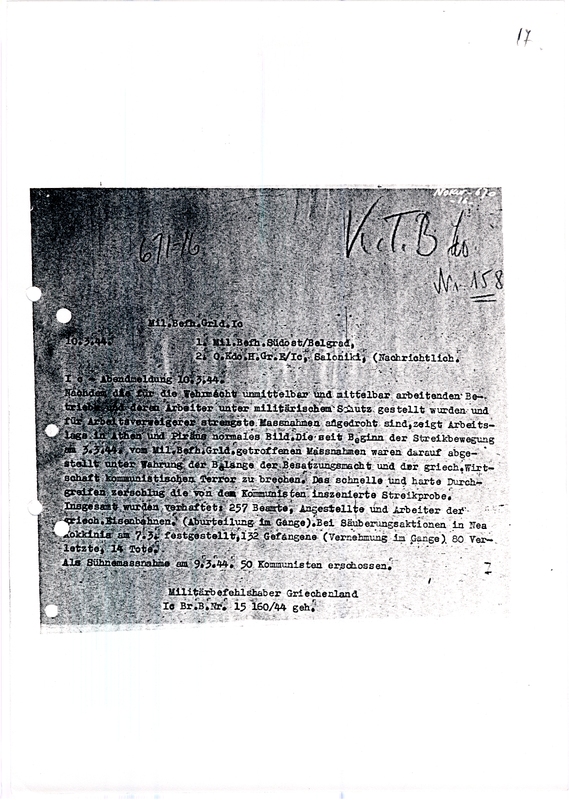 17
Nokw-670
691-16
K.T.B
Nr. 158
Mil.Befh.Grld.Ic
10.3.44. 1. Mil.Befh.Südost/Belgrad,
2. O.Kdo.H.Gr.E/Ic, Saloniki, (Nachrichtlich.
I c - Abendmeldung 10.3.44.
Nachdem die für die Wehrmacht unmittelbar und mittelbar arbeitenden Be-
triebe und deren Arbeiter unter militärischem Schutz gestellt wurden und
für Arbeitsverweigerer strengste Massnahmen angedroht sind,zeigt Arbeits-
lage in Athen und Piräus normales Bild.Die seit Beginn der Streikbewegung
am 7.3.44. vom Mil.Befh.Grld.getroffenen Massnahmen waren darauf abge-
stellt unter Wahrung der Belange der Besatzungsmacht und der griech.Wirt-
schaft kommunistischen Terror zu brechen. Das schnelle und harte Durch-
greifen zerschlug die von dem Kommunisten inszenierte Streikprobe.
Insgesamt wurden verhaftet: 257 Beamte, Angestellte und Arbeiter der
griech.Eisenbahnen. (Aburteilung im Gange).Bei Säuberungsaktionen in Nea
Kokkinis am 7.3. festgestellt,132 Gefangene (Vernehmung im Gange) 80 Ver-
letzte, 14 Tote.
Als Sühnemassnahme am 9.3.44. 50 Kommunisten erschossen.
Militärbefehlshaber Griechenland
Ic Br.B.Nr. 15 160/44 geh.